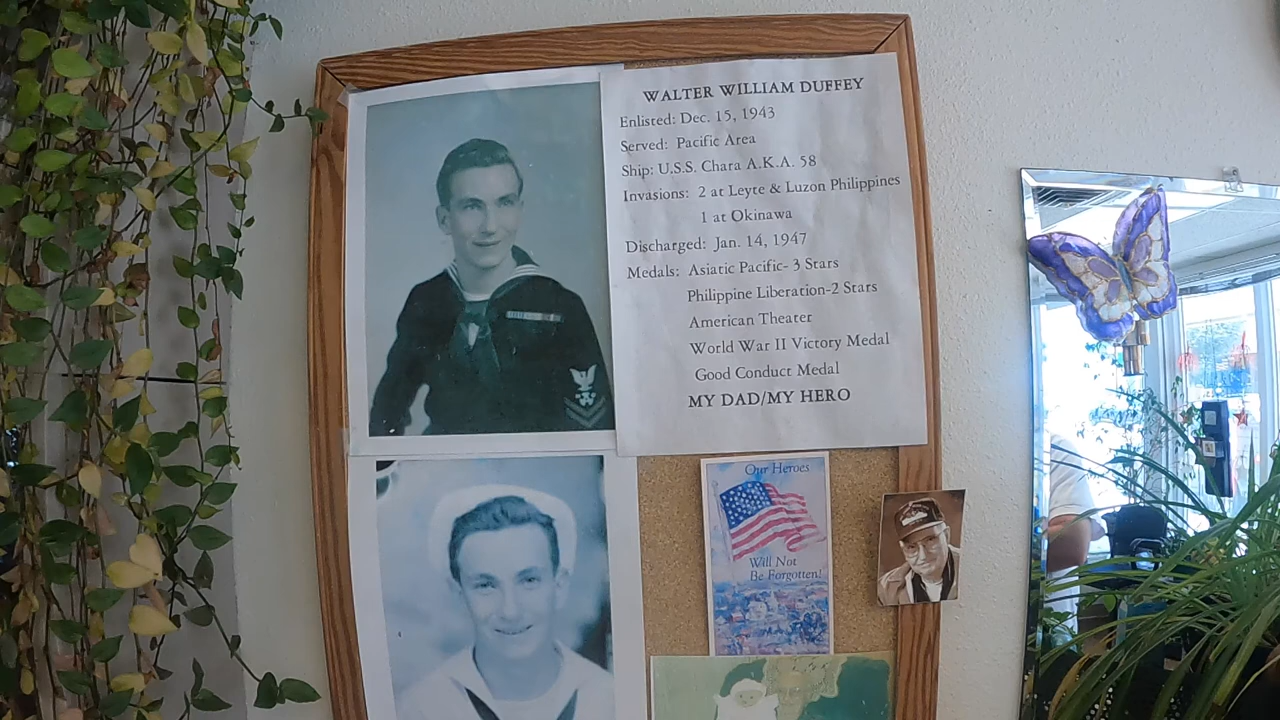 WALTER WILLIAM DUFFEY
Enlisted: Dec. 15, 1943
Served: Pacific Area
Ship: U.S.S. Chara A.K.A. 58
Invasions: 2 at Leyte & Luzon Philippines
1 at Okinawa
Discharged: Jan. 14, 1947
Medals: Asiatic Pacific- 3 Stars
Philippine Liberation-2 Stars
American Theater
World War II Victory Medal
Good Conduct Medal
MY DAD/MY HERO
Our Heroes
Will Not
Be Forgotten!